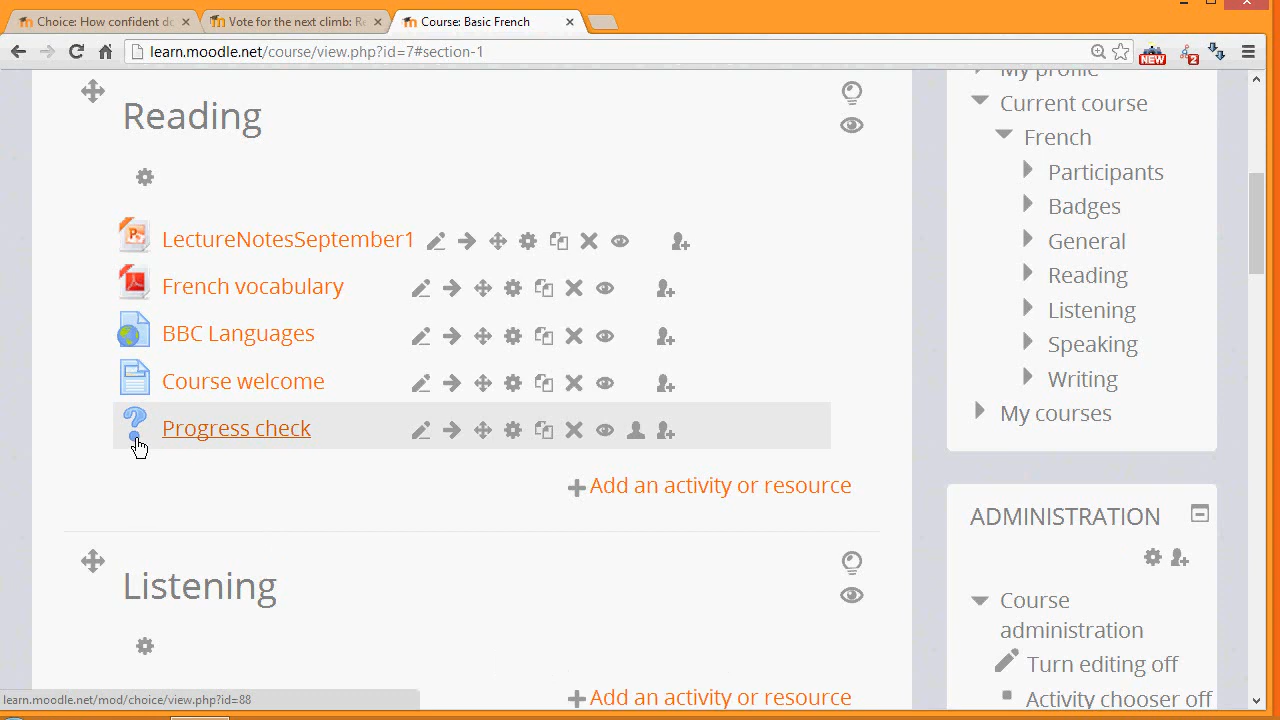 Choice: How confident do
Vote for the next climb: Re
Course: Basic French
learn.moodle.net/course/view.php?id=7#section-1
NEW
2
Reading
LectureNotesSeptember1
French vocabulary
BBC Languages
Course welcome
Progress check
Add an activity or resource
Listening
Add an activity or resource
My profile
Current course
French
Participants
Badges
General
Reading
Listening
Speaking
Writing
My courses
ADMINISTRATION
Course
administration
Turn editing off
Activity chooser off
learn.moodle.net/mod/choice/view.php?id=88